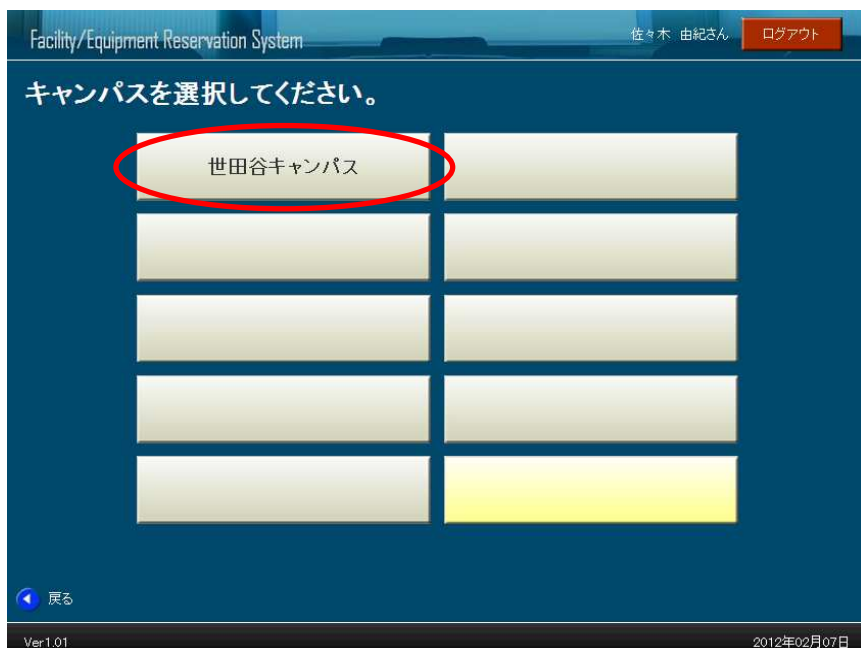 Facility/Equipment Reservation System
佐々木 由紀さん
ログアウト
キャンパスを選択してください。
世田谷キャンパス
戻る
Ver1.01
2012年02月07日